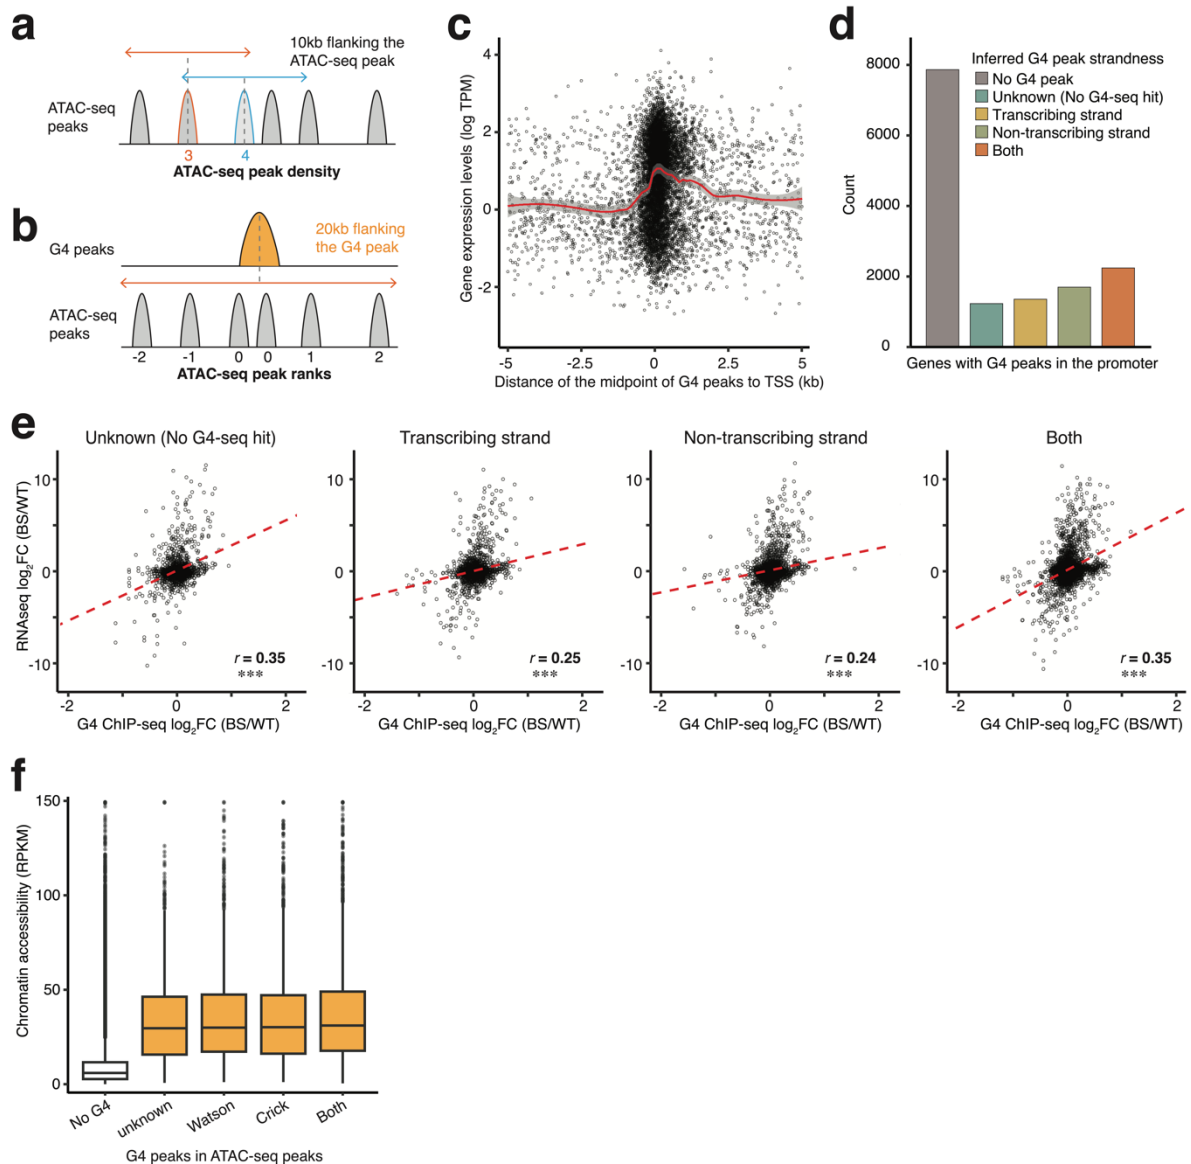 a
10kb flanking the
ATAC-seq peak
ATAC-seq
peaks
3
4
ATAC-seq peak density
b
G4 peaks
20kb flanking
the G4 peak
ATAC-seq
peaks
-2 -1 0 0 1 2
ATAC-seq peak ranks
c
Gene expression levels (log TPM)
4
2
0
-2
-5 -2.5 0 2.5 5
Distance of the midpoint of G4 peaks to TSS (kb)
d
Count
8000
6000
4000
2000
0
Inferred G4 peak strandness
No G4 peak
Unknown (No G4-seq hit)
Transcribing strand
Non-transcribing strand
Both
Genes with G4 peaks in the promoter
e
RNAseq log2FC (BS/WT)
Unknown (No G4-seq hit)
10
0
-10
r = 0.35
***
-2 0 2
G4 ChIP-seq log2FC (BS/WT)
Transcribing strand
10
0
-10
r = 0.25
***
-2 0 2
G4 ChIP-seq log2FC (BS/WT)
Non-transcribing strand
10
0
-10
r = 0.24
***
-2 0 2
G4 ChIP-seq log2FC (BS/WT)
Both
10
0
-10
r = 0.35
***
-2 0 2
G4 ChIP-seq log2FC (BS/WT)
f
Chromatin accessibility (RPKM)
150
100
50
0
No G4 unknown Watson Crick Both
G4 peaks in ATAC-seq peaks